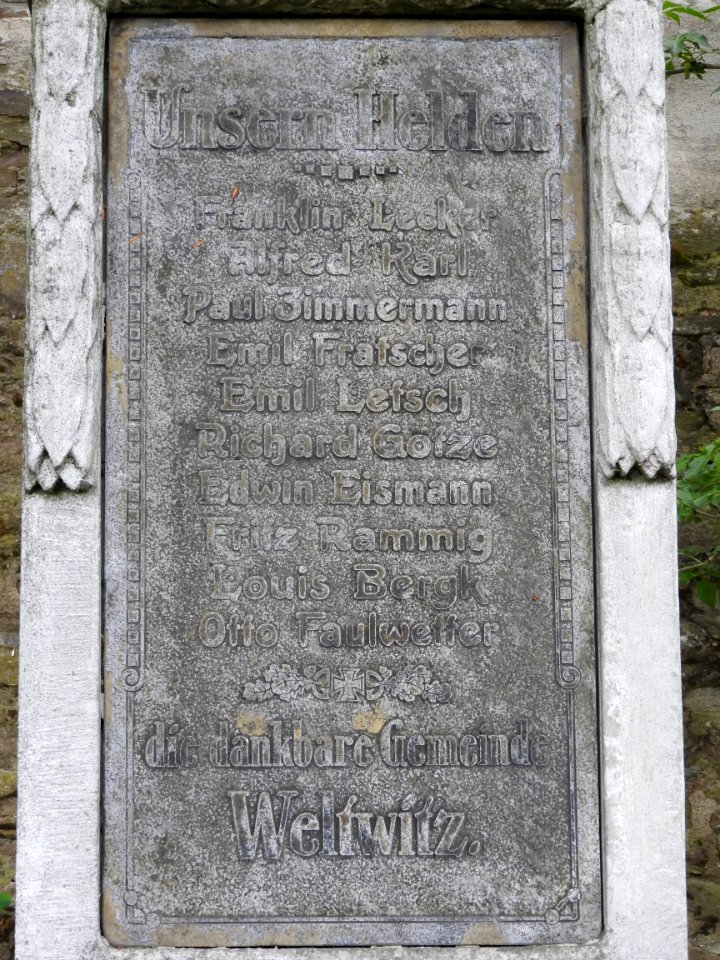 Unsern Helden
Franklin Lecker
Alfred Karl
Paul Zimmermann
Emil Fratscher
Emil Letsch
Richard Götze
Edwin Eismann
Fritz Rammig
Louis Bergk
Otto Faulwetter
die dankbare Gemeinde
Weltwitz.